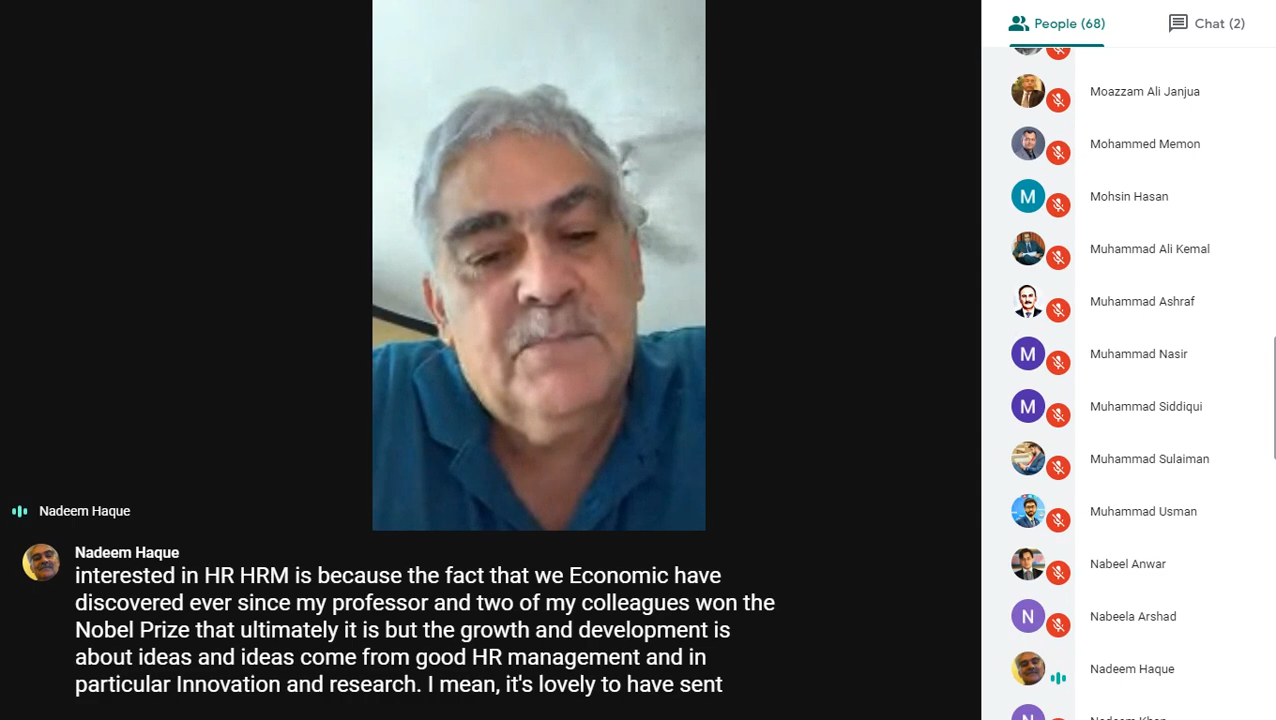 People (68)
Chat (2)
Moazzam Ali Janjua
Mohammed Memon
M
Mohsin Hasan
Muhammad Ali Kemal
Muhammad Ashraf
M
Muhammad Nasir
M
Muhammad Siddiqui
Muhammad Sulaiman
Muhammad Usman
Nabeel Anwar
N
Nabeela Arshad
Nadeem Haque
Nadeem Haque
Nadeem Haque
interested in HR HRM is because the fact that we Economic have
discovered ever since my professor and two of my colleagues won the
Nobel Prize that ultimately it is but the growth and development is
about ideas and ideas come from good HR management and in
particular Innovation and research. I mean, it's lovely to have sent